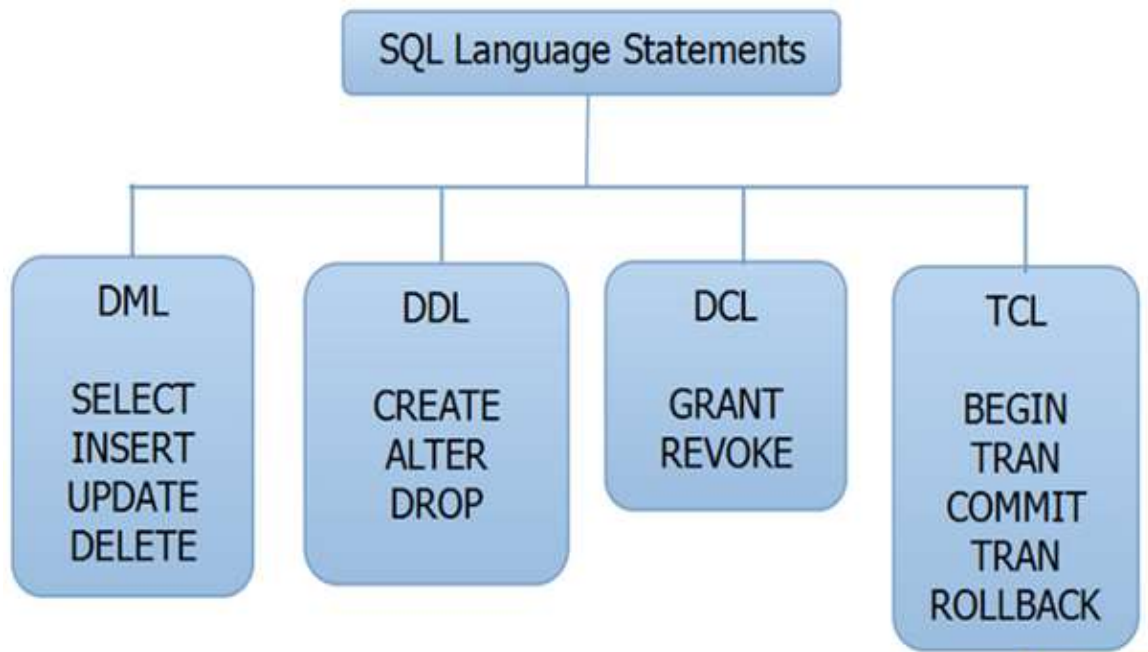 SQL Language Statements
DML
SELECT
INSERT
UPDATE
DELETE
DDL
CREATE
ALTER
DROP
DCL
GRANT
REVOKE
TCL
BEGIN
TRAN
COMMIT
TRAN
ROLLBACK